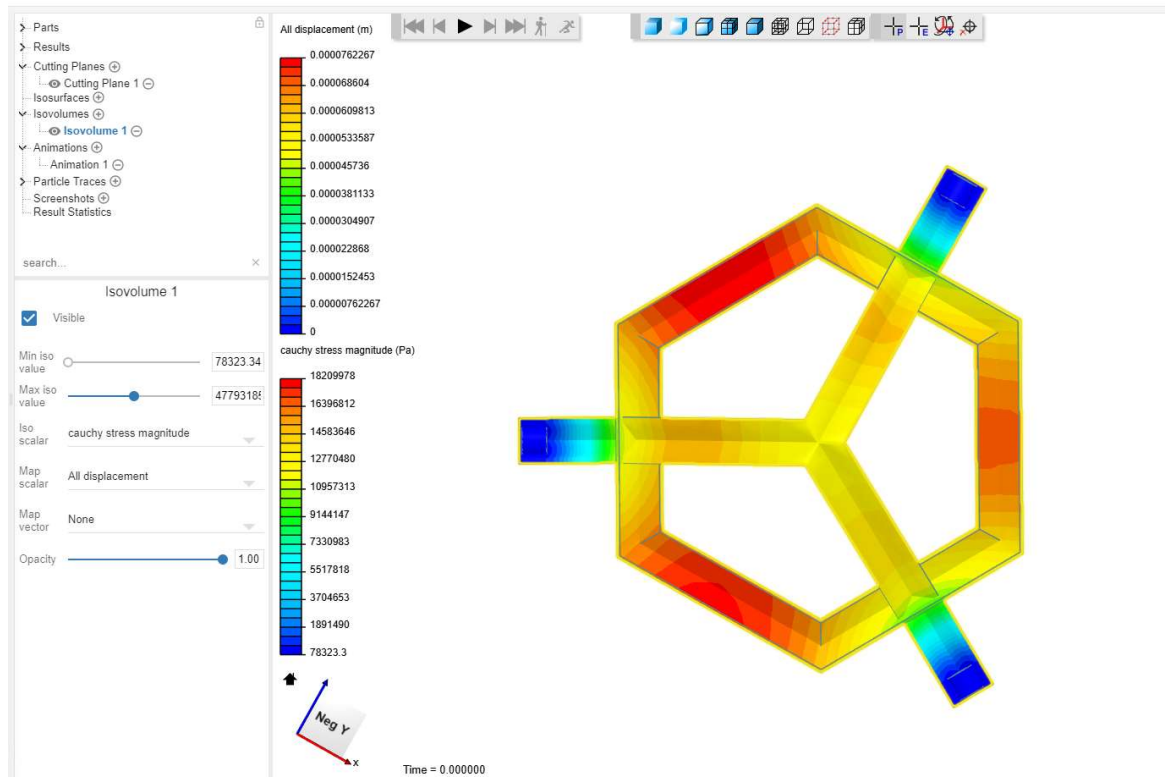 Parts
Results
Cutting Planes
Cutting Plane 1
Isosurfaces
Isovolumes
Isovolume 1
Animations
Animation 1
Particle Traces
Screenshots
Result Statistics
search...
Isovolume 1
Visible
Min iso value 78323.34
Max iso value
Iso scalar cauchy stress magnitude
Map scalar All displacement
Map vector None
Opacity 1.00
All displacement (m)
0.0000762267
0.000068604
0.0000609813
0.0000533587
0.000045736
0.0000381133
0.0000304907
0.000022868
0.0000152453
0.00000762267
0
cauchy stress magnitude (Pa)
18209978
16396812
14583646
12770480
10957313
9144147
7330983
5517818
3704653
1891490
78323.3
P
E
Neg Y
x
Time = 0.000000